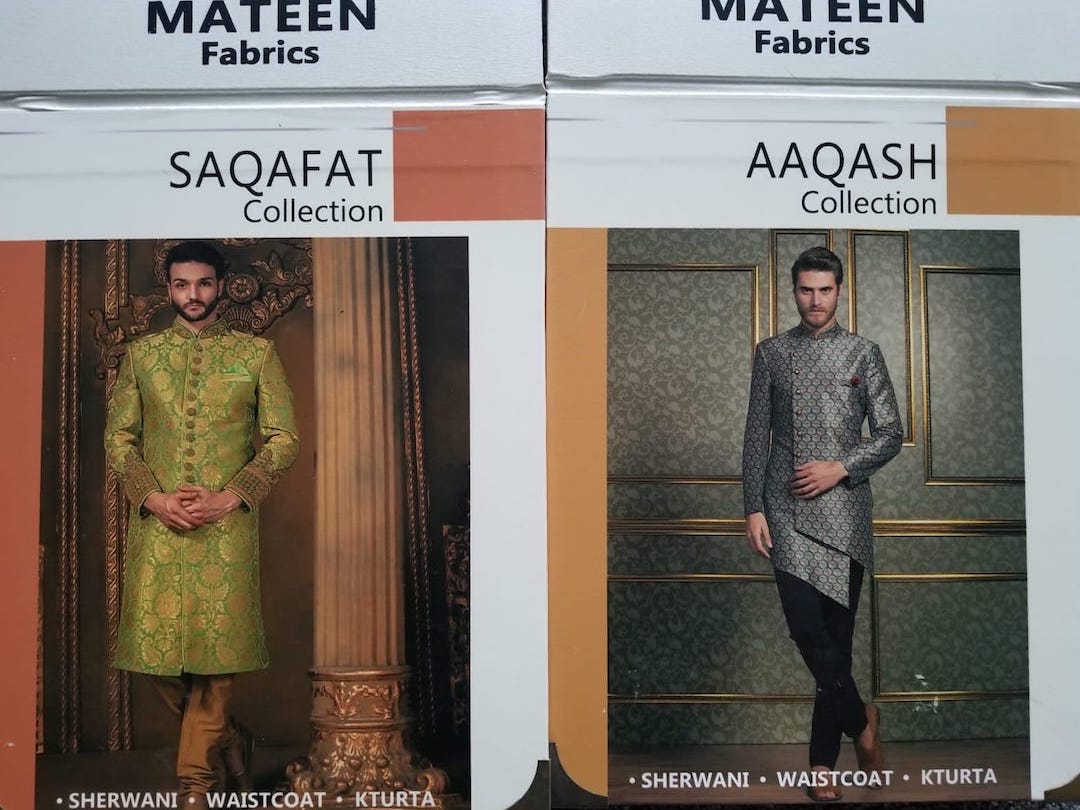 MATEEN
Fabrics
SAQAFAT
Collection
• SHERWANI • WAISTCOAT • KTURTA
MATEEN
Fabrics
AAQASH
Collection
• SHERWANI • WAISTCOAT • KTURTA